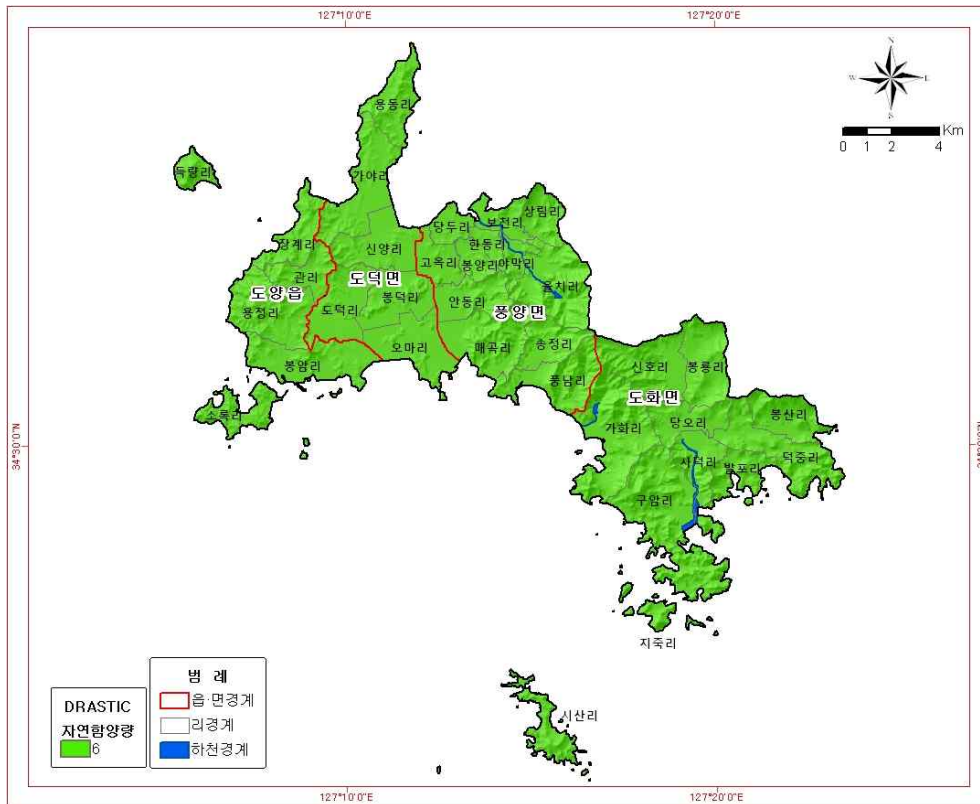 127°10'0"E
127°20'0"E
N
W
S
Km
0 1 2 4
용동리
득량리
가야리
상림리
당두리
보천리
장계리
신양리
한동리
고옥리
봉양리
야막리
관리
도양읍
도덕면
율치리
봉덕리
용정리
도덕리
안동리
풍양면
오마리
매곡리
송정리
봉암리
신호리
봉룡리
풍남리
도화면
소록리
봉산리
가화리
당오리
34°30'0"N
사덕리
발포리
덕중리
구암리
지죽리
시산리
범 례
읍·면경계
리경계
하천경계
DRASTIC
자연함양량
6
127°10'0"E
127°20'0"E